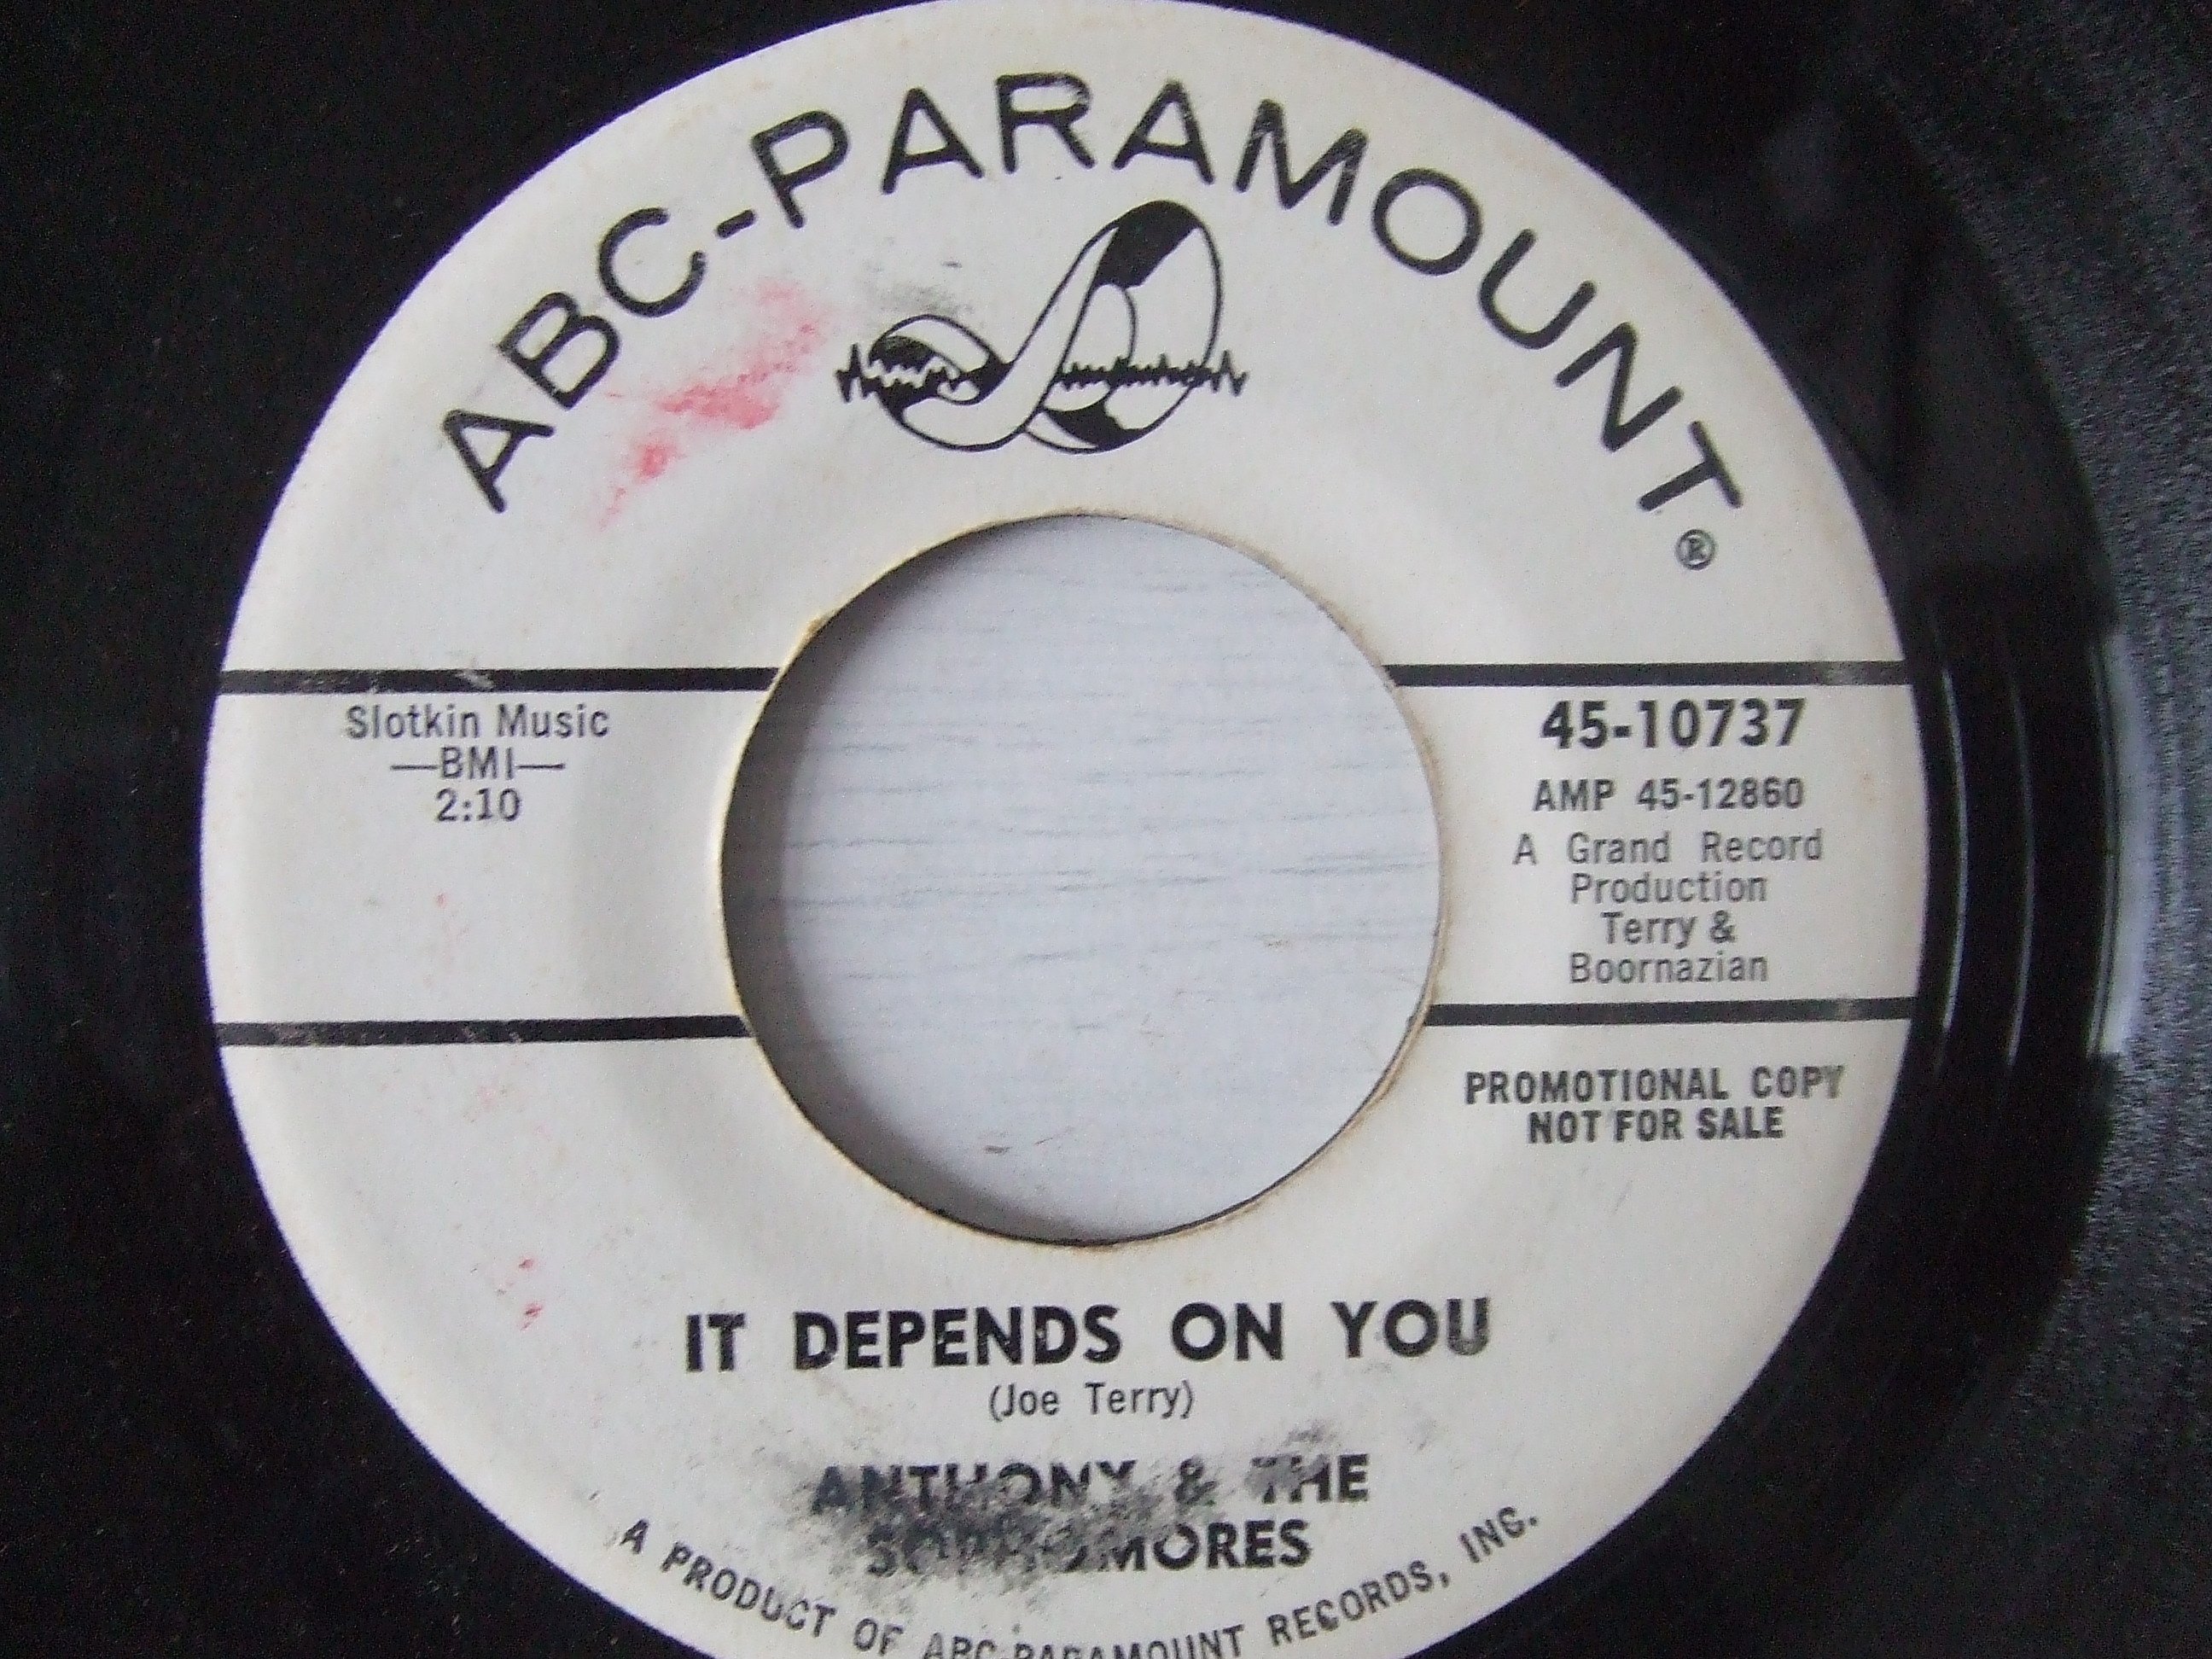 ABC-PARAMOUNT
®
Slotkin Music
—BMI—
2:10
45-10737
AMP 45-12860
A Grand Record
Production
Terry &
Boornazian
PROMOTIONAL COPY
NOT FOR SALE
IT DEPENDS ON YOU
(Joe Terry)
ANTHONY & THE
SOPHOMORES
A PRODUCT OF ABC-PARAMOUNT RECORDS, INC.